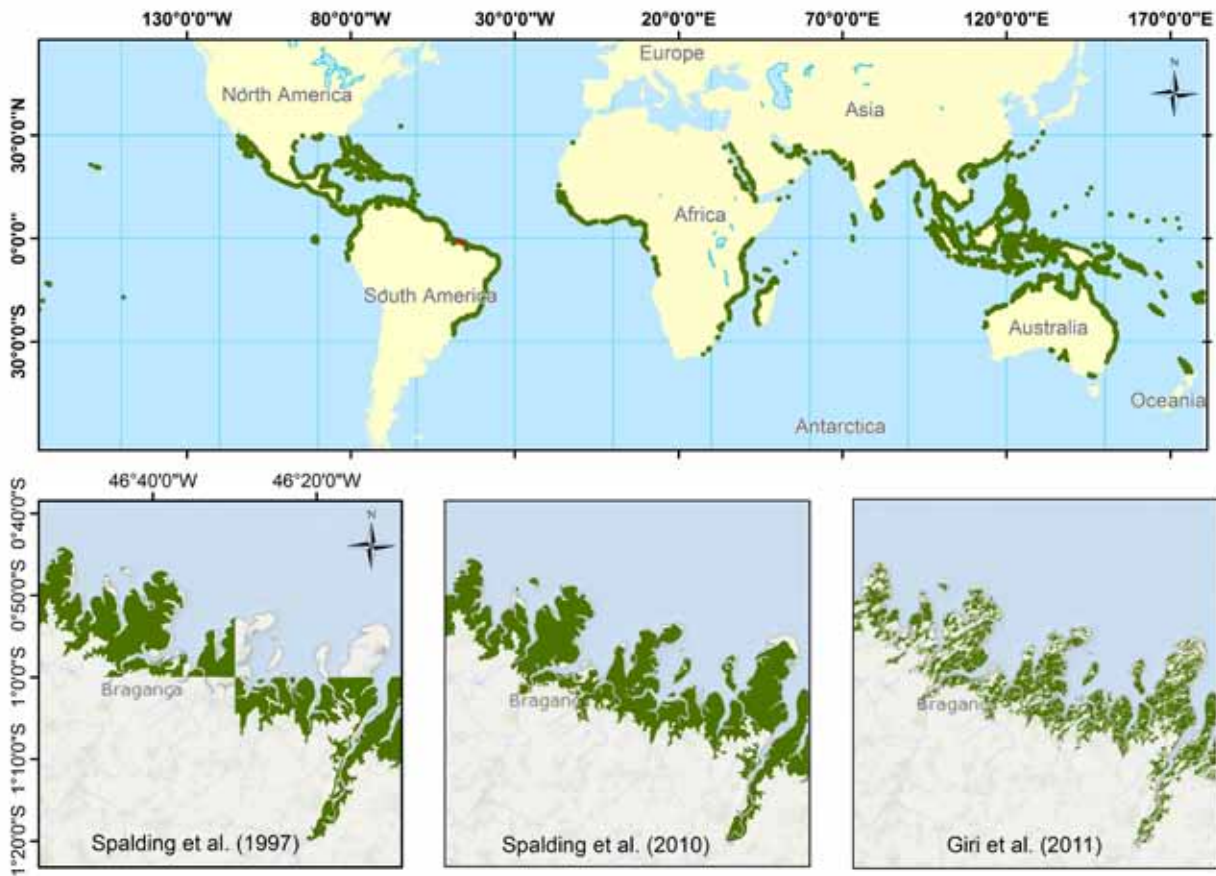 130°0'0"W 80°0'0"W 30°0'0"W 20°0'0"E 70°0'0"E 120°0'0"E 170°0'0"E
30°0'0"N
0°0'0"
30°0'0"S
Europe
North America
Asia
N
Africa
South America
Australia
Oceania
Antarctica
46°40'0"W 46°20'0"W
0°40'0"S
0°50'0"S
1°0'0"S
1°10'0"S
1°20'0"S
N
Bragança
Spalding et al. (1997)
Braganç
Spalding et al. (2010)
Braganç
Giri et al. (2011)